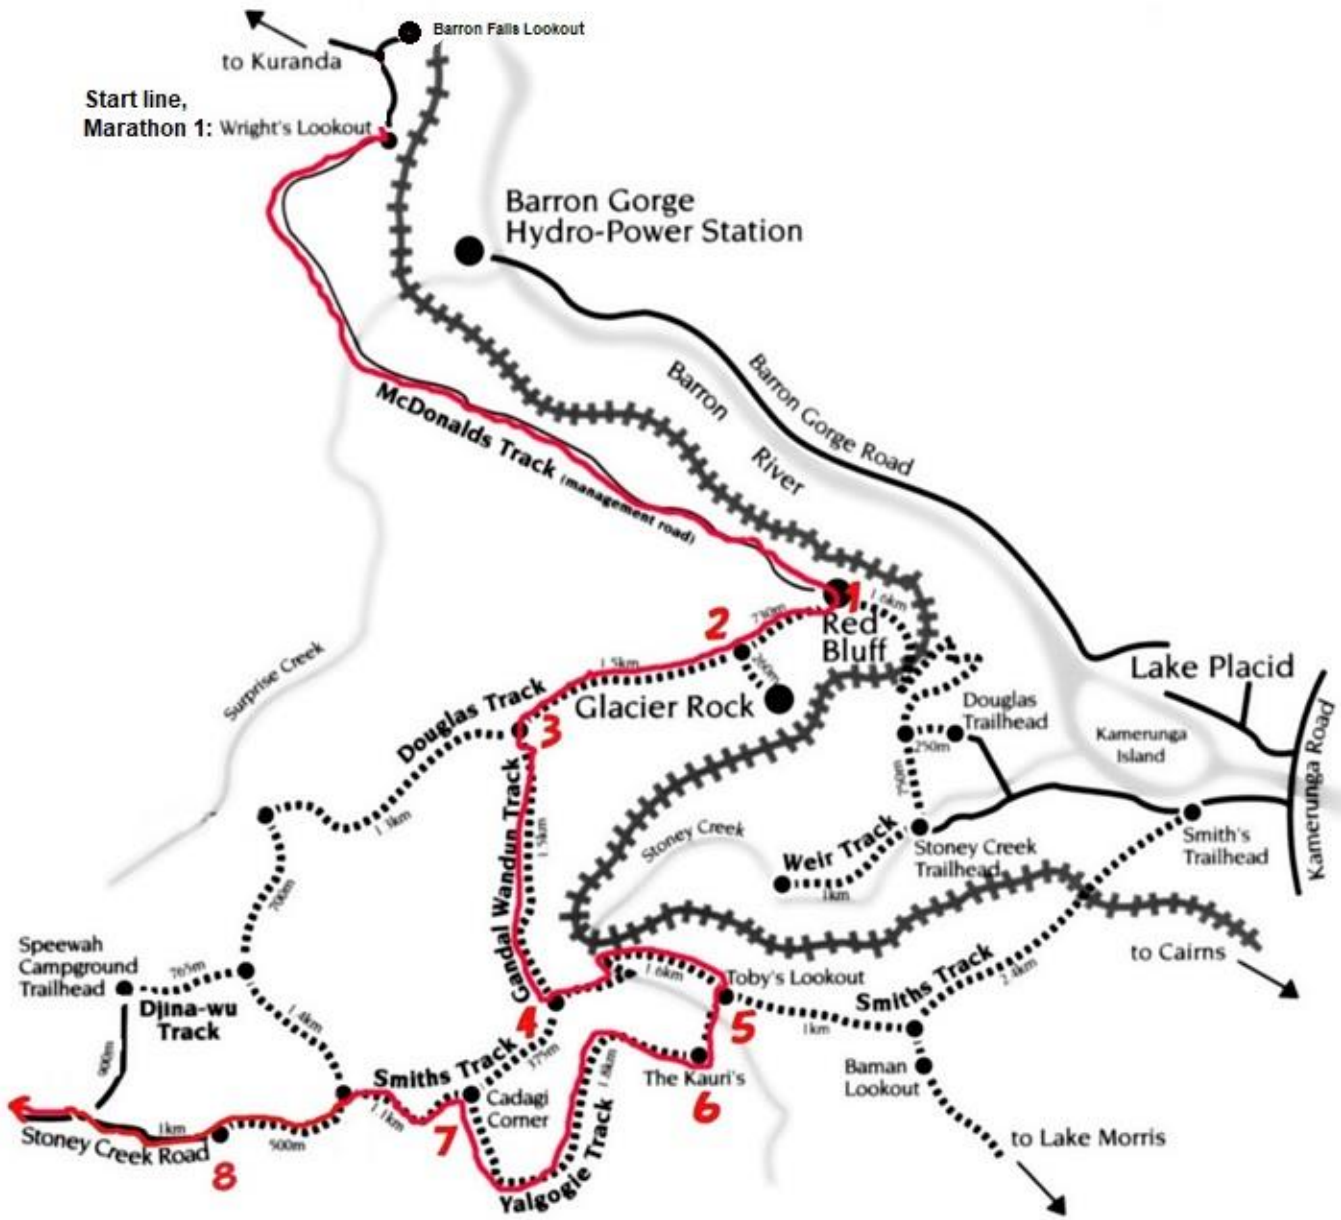 Barron Falls Lookout
to Kuranda
Start line,
Marathon 1: Wright's Lookout
Barron Gorge
Hydro-Power Station
Barron Gorge Road
Barron
River
McDonalds Track (management road)
1
1.6km
2
730m
Red
Bluff
260m
1.5km
Glacier Rock
Surprise Creek
Douglas Track
3
Lake Placid
Douglas
Trailhead
250m
Kamerunga
Island
Kamerunga Road
750m
1.3km
Gandal Wandun Track
1.5km
Stoney Creek
Weir Track
1km
Stoney Creek
Trailhead
Smith's
Trailhead
700m
Speewah
Campground
Trailhead
765m
Djina-wu
Track
1.6km
Toby's Lookout
Smiths Track
2.4km
to Cairns
4
5
1km
1.4km
900m
Smiths Track
375m
1.8km
The Kauri's
6
Baman
Lookout
Cadagi
Corner
1.1km
7
Yalgogie Track
to Lake Morris
1km
Stoney Creek Road
500m
8